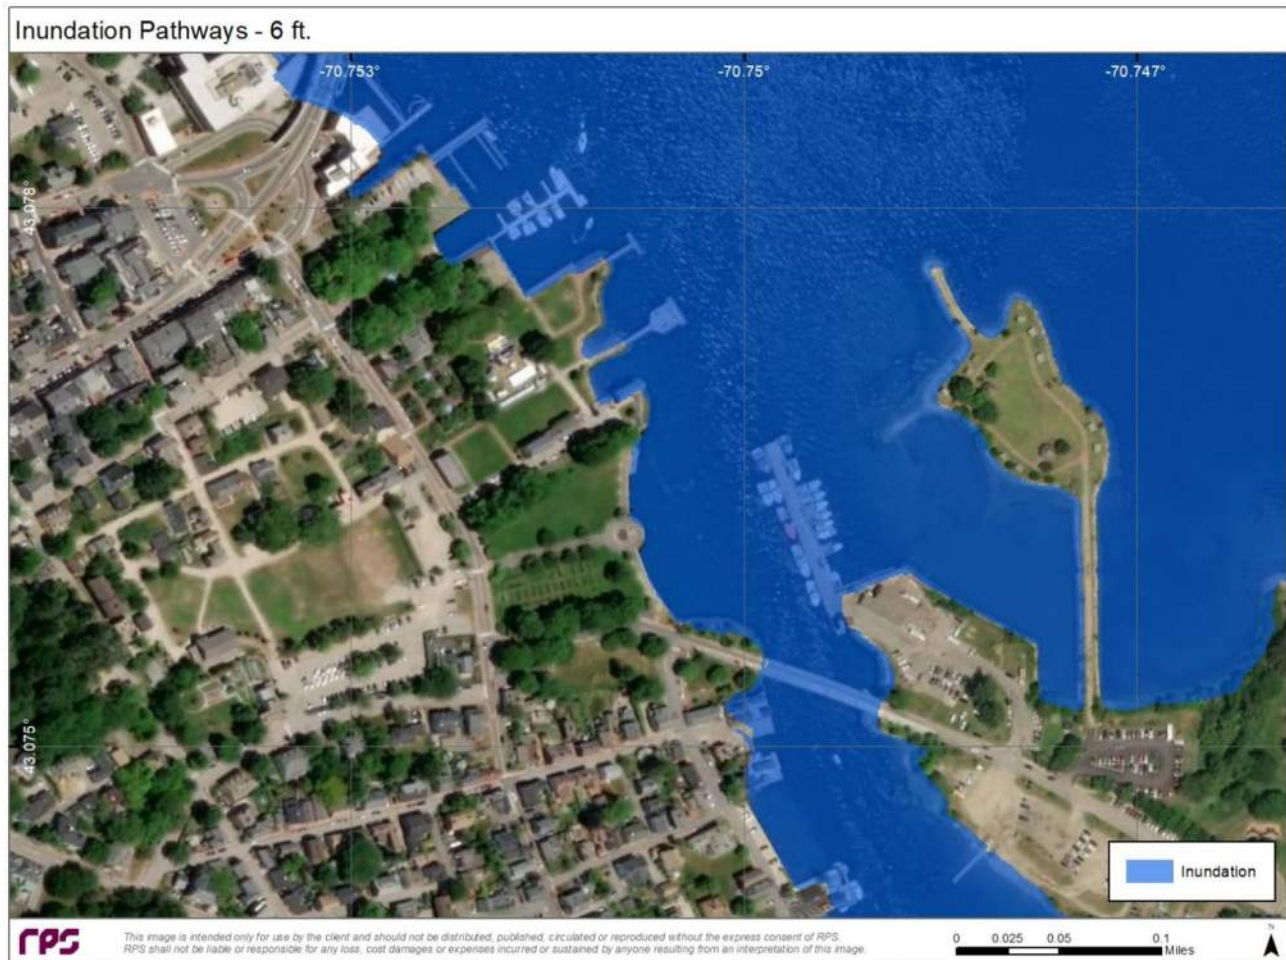 Inundation Pathways - 6 ft.
-70.753° -70.75° -70.747°
43.078°
43.075°
Inundation
rps
This image is intended only for use by the client and should not be distributed, published, circulated or reproduced without the express consent of RPS.
RPS shall not be liable or responsible for any loss, cost damages or expenses incurred or sustained by anyone resulting from an interpretation of this image.
0 0.025 0.05 0.1
Miles
N